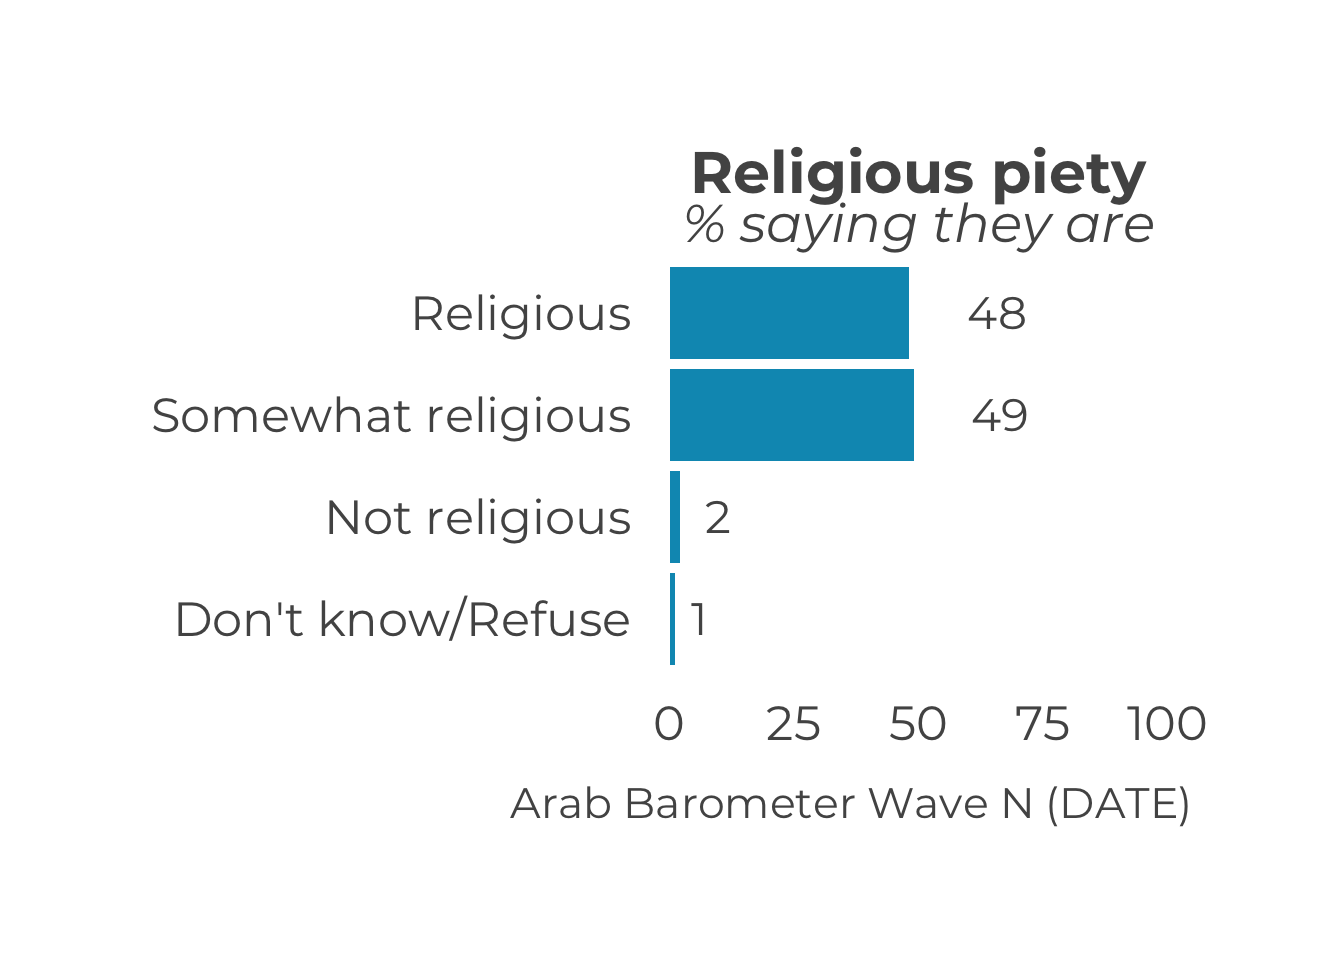 Religious piety
% saying they are
Religious 48
Somewhat religious 49
Not religious 2
Don't know/Refuse 1
0 25 50 75 100
Arab Barometer Wave N (DATE)